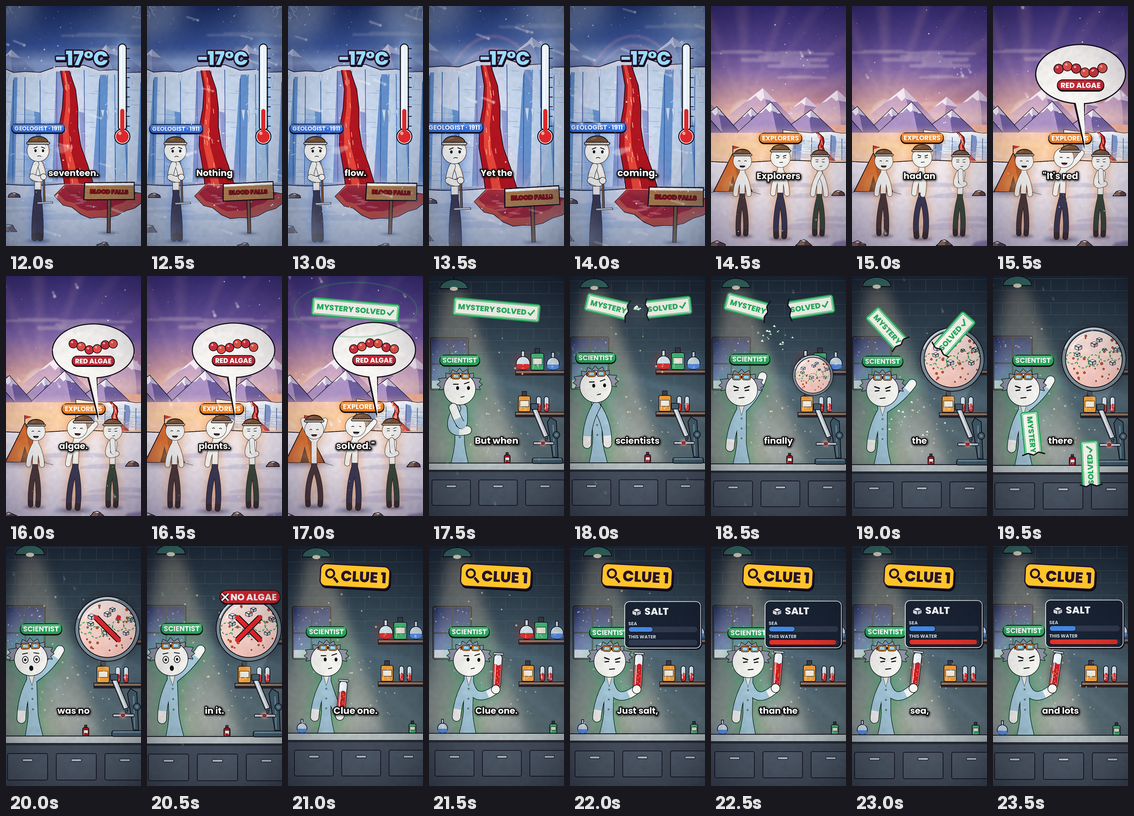 -17°C
GEOLOGIST · 1911
seventeen.
BLOOD FALLS
12.0s
-17°C
GEOLOGIST · 1911
Nothing
BLOOD FALLS
12.5s
-17°C
GEOLOGIST · 1911
flow.
BLOOD FALLS
13.0s
-17°C
GEOLOGIST · 1911
Yet the
BLOOD FALLS
13.5s
-17°C
GEOLOGIST · 1911
coming.
BLOOD FALLS
14.0s
EXPLORERS
Explorers
14.5s
EXPLORERS
had an
15.0s
RED ALGAE
EXPLORERS
"It's red
15.5s
RED ALGAE
EXPLORERS
algae.
16.0s
RED ALGAE
EXPLORERS
plants.
16.5s
MYSTERY SOLVED ✓
RED ALGAE
EXPLORERS
solved."
17.0s
MYSTERY SOLVED ✓
SCIENTIST
But when
17.5s
MYSTERY SOLVED ✓
SCIENTIST
scientists
18.0s
MYSTERY SOLVED ✓
SCIENTIST
finally
18.5s
MYSTERY SOLVED ✓
SCIENTIST
the
19.0s
SCIENTIST
MYSTERY
there
SOLVED ✓
19.5s
SCIENTIST
was no
20.0s
NO ALGAE
SCIENTIST
in it.
20.5s
CLUE 1
SCIENTIST
Clue one.
21.0s
CLUE 1
SCIENTIST
Clue one.
21.5s
CLUE 1
SALT
SEA
THIS WATER
SCIENTIST
Just salt,
22.0s
CLUE 1
SALT
SEA
THIS WATER
SCIENTIST
than the
22.5s
CLUE 1
SALT
SEA
THIS WATER
SCIENTIST
sea,
23.0s
CLUE 1
SALT
SEA
THIS WATER
SCIENTIST
and lots
23.5s